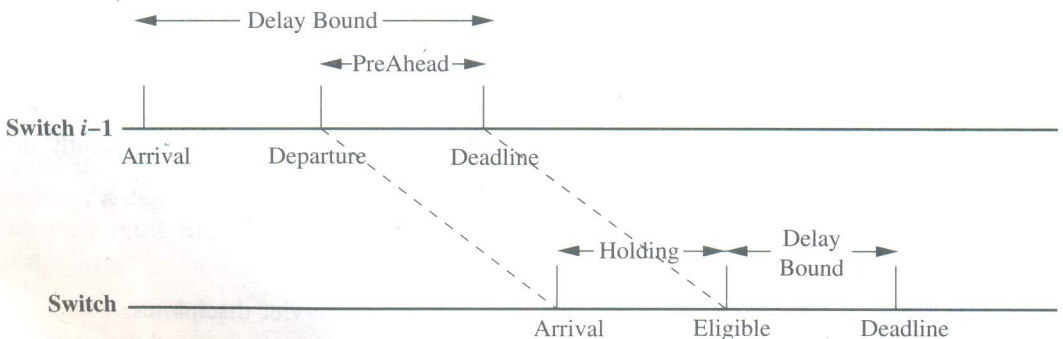 Delay Bound
PreAhead
Switch i–1
Arrival Departure Deadline
Holding Delay
Bound
Switch
Arrival Eligible Deadline